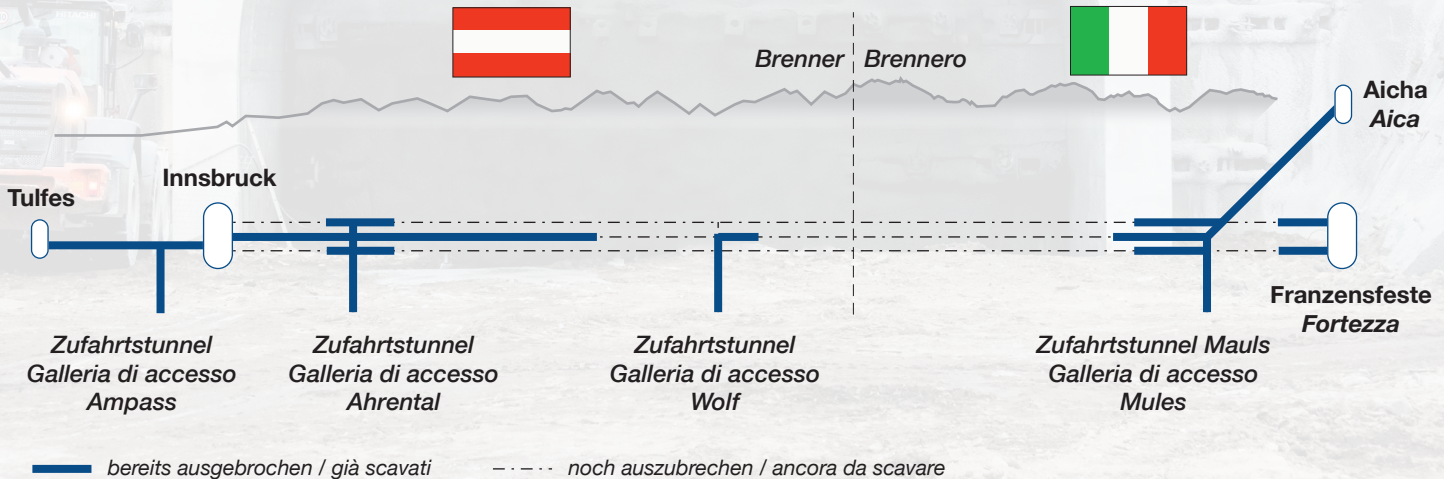 Brenner Brennero
Aicha
Aica
Innsbruck
Tulfes
Franzensfeste
Fortezza
Zufahrtstunnel
Galleria di accesso
Ampass
Zufahrtstunnel
Galleria di accesso
Ahrental
Zufahrtstunnel
Galleria di accesso
Wolf
Zufahrtstunnel Mauls
Galleria di accesso
Mules
bereits ausgebrochen / già scavati
noch auszubrechen / ancora da scavare